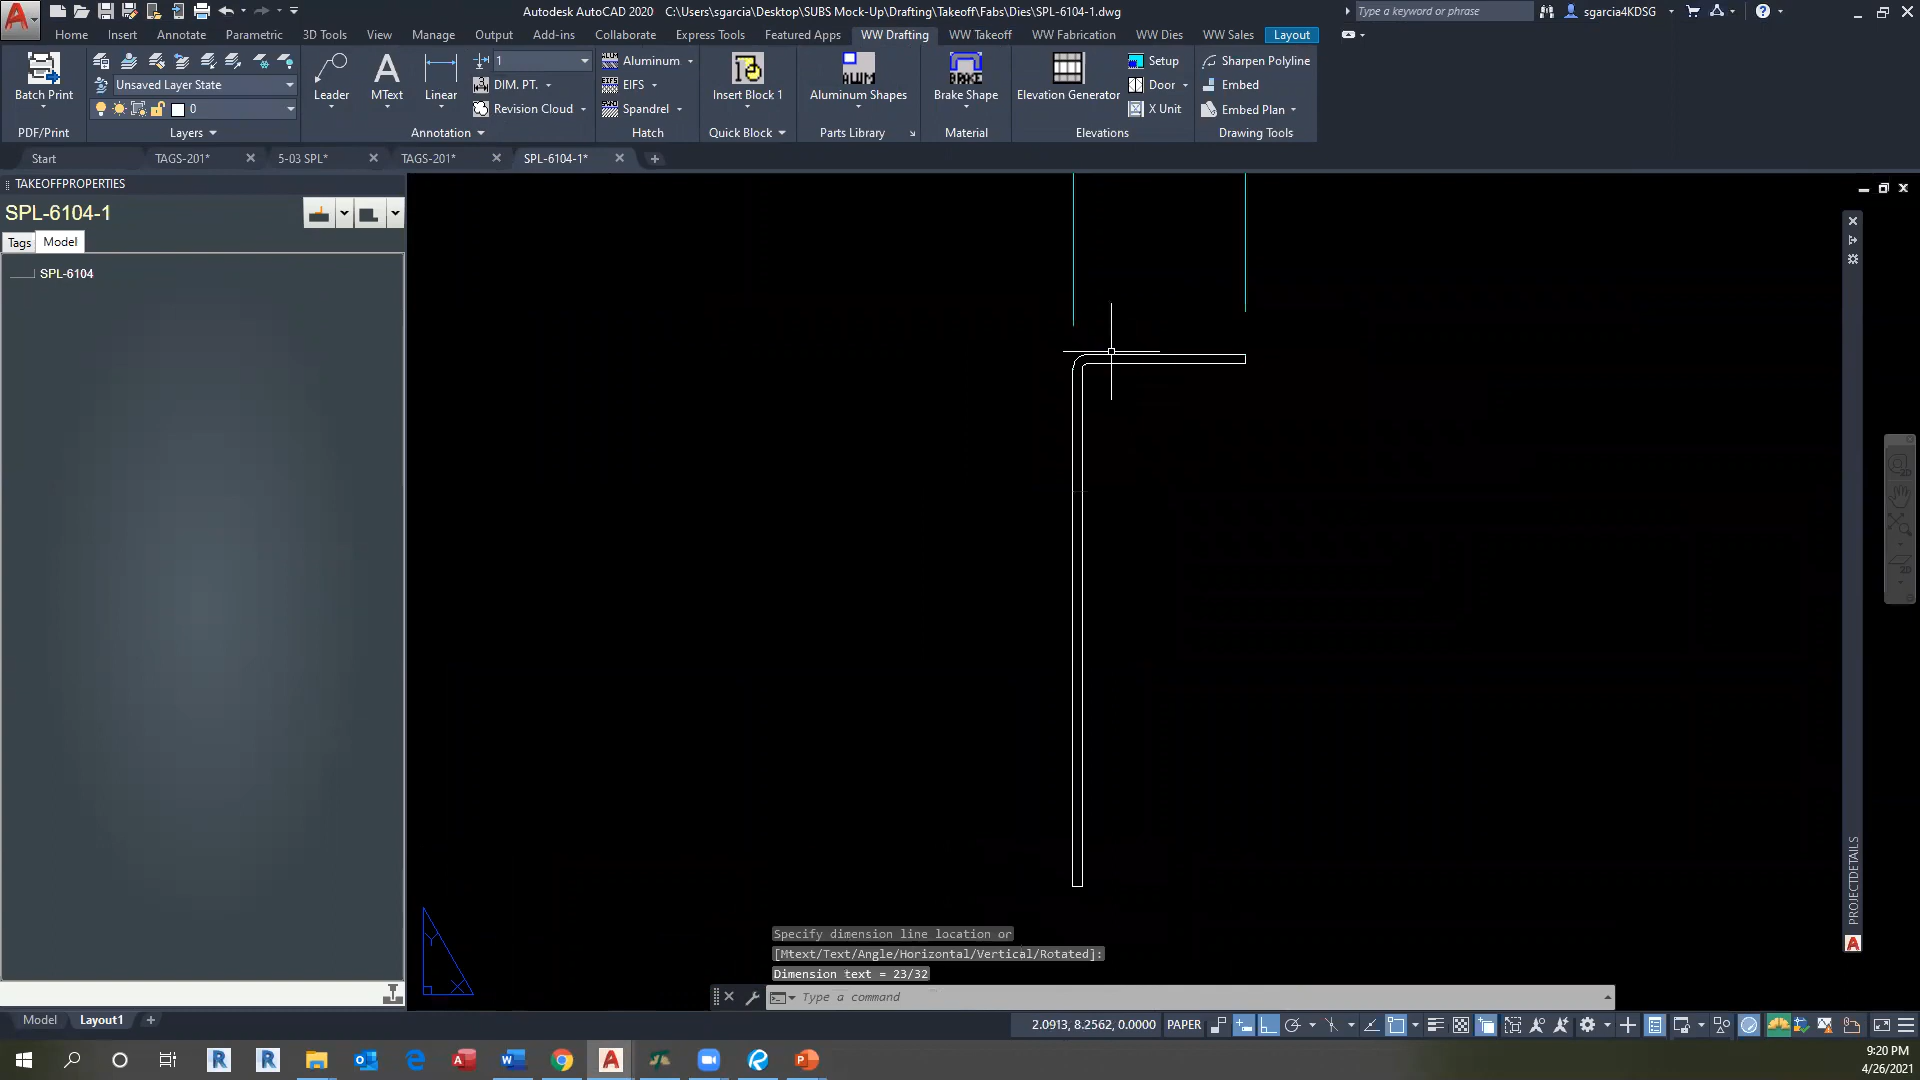 Autodesk AutoCAD 2020 C:\Users\sgarcia\Desktop\SUBS Mock-Up\Drafting\Takeoff\Fabs\Dies\SPL-6104-1.dwg
Type a keyword or phrase
sgarcia4KDSG
Home Insert Annotate Parametric 3D Tools View Manage Output Add-ins Collaborate Express Tools Featured Apps WW Drafting WW Takeoff WW Fabrication WW Dies WW Sales Layout
1 Aluminum Setup Sharpen Polyline
Unsaved Layer State DIM. PT. EIFS Door Embed
Batch Print Leader MText Linear Insert Block 1 Aluminum Shapes Brake Shape Elevation Generator
0 Revision Cloud Spandrel X Unit Embed Plan
PDF/Print Layers Annotation Hatch Quick Block Parts Library Material Elevations Drawing Tools
Start TAGS-201* 5-03 SPL* TAGS-201* SPL-6104-1*
TAKEOFFPROPERTIES
SPL-6104-1
Tags Model
SPL-6104
PROJECTDETAILS
Y
X
Specify dimension line location or
[Mtext/Text/Angle/Horizontal/Vertical/Rotated]:
Dimension text = 23/32
Type a command
Model Layout1
2.0913, 8.2562, 0.0000 PAPER
9:20 PM
4/26/2021